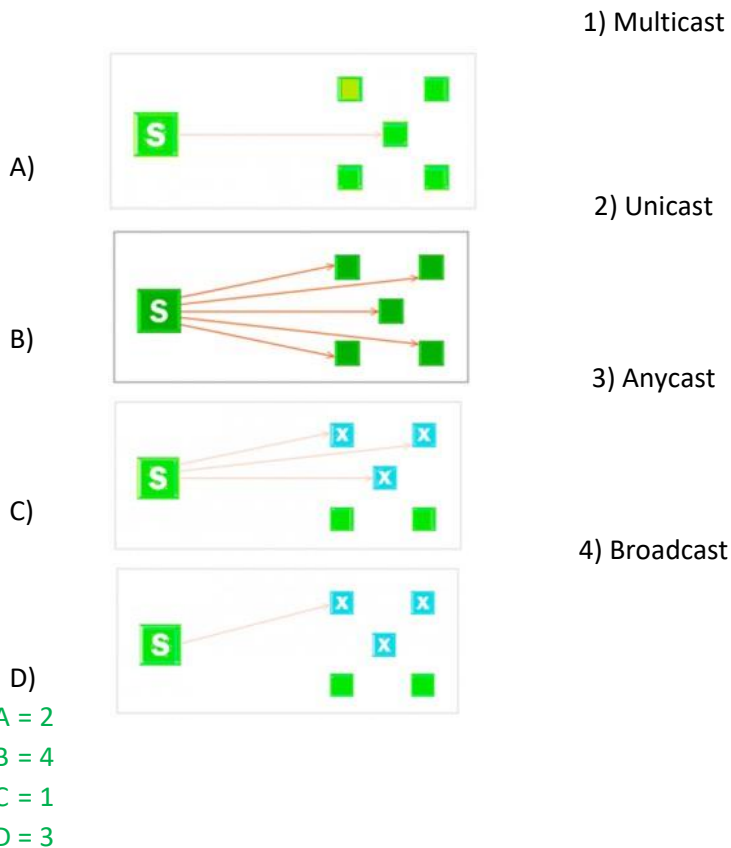 1) Multicast
S
A)
2) Unicast
S
B)
3) Anycast
X X
S
X
C)
4) Broadcast
X X
S
X
D)
A = 2
B = 4
C = 1
D = 3